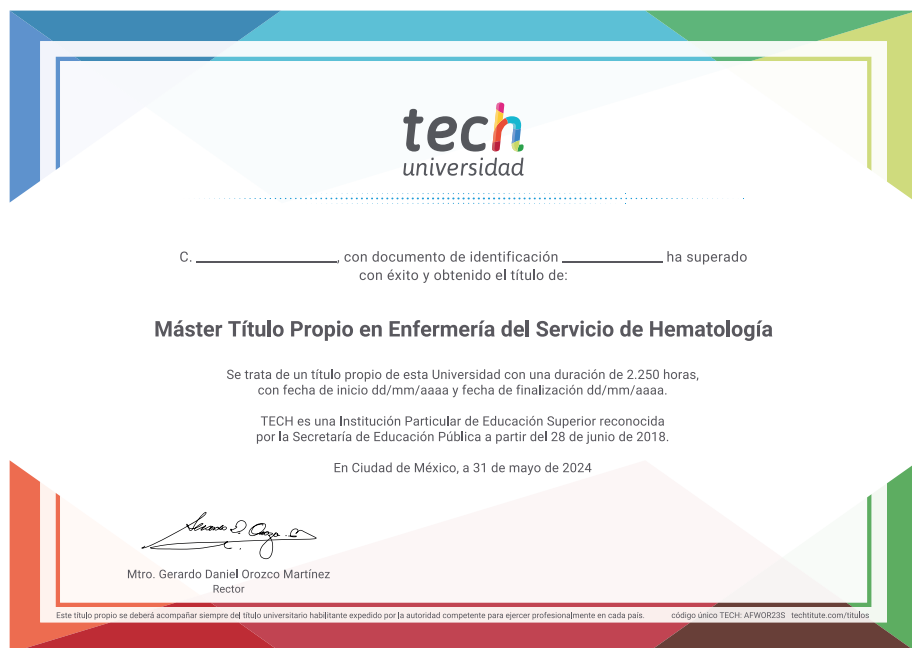 tech
universidad
C. ____________________, con documento de identificación ______________ ha superado
con éxito y obtenido el título de:
Máster Título Propio en Enfermería del Servicio de Hematología
Se trata de un título propio de esta Universidad con una duración de 2.250 horas,
con fecha de inicio dd/mm/aaaa y fecha de finalización dd/mm/aaaa.
TECH es una Institución Particular de Educación Superior reconocida
por la Secretaría de Educación Pública a partir del 28 de junio de 2018.
En Ciudad de México, a 31 de mayo de 2024
Mtro. Gerardo Daniel Orozco Martínez
Rector
Este título propio se deberá acompañar siempre del título universitario habilitante expedido por la autoridad competente para ejercer profesionalmente en cada país. código único TECH: AFWOR23S techtitute.com/titulos